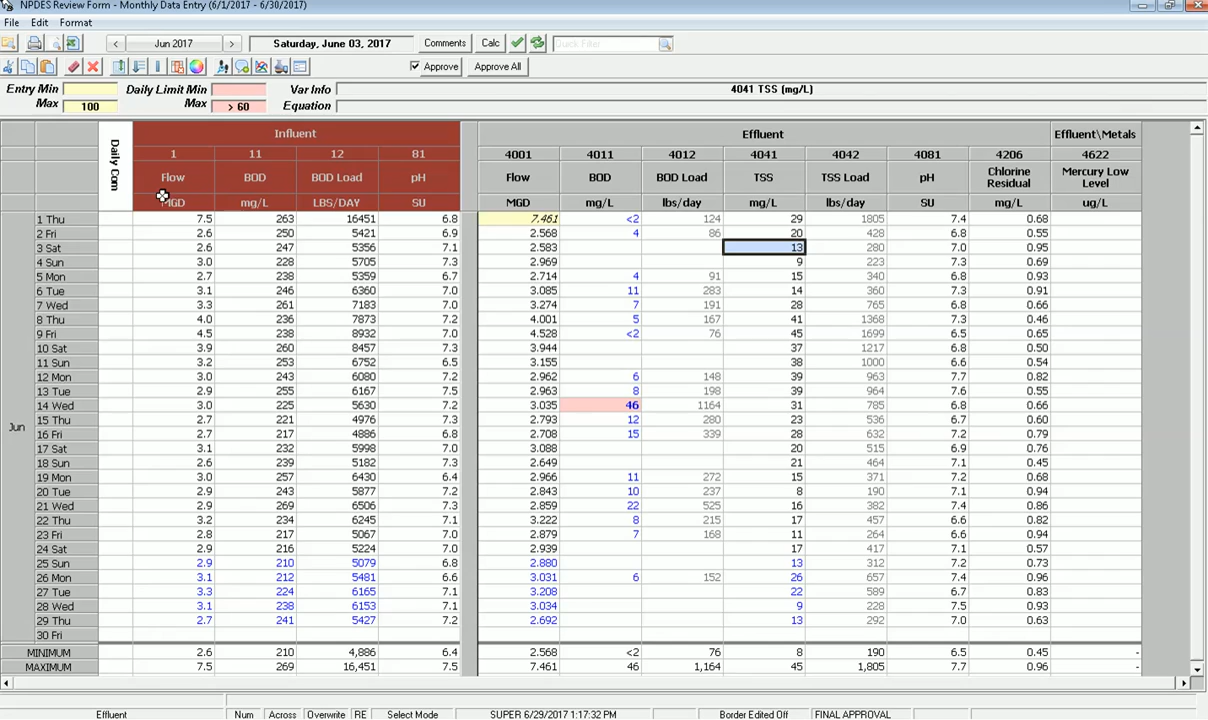 NPDES Review Form - Monthly Data Entry (6/1/2017 - 6/30/2017)
File Edit Format
< Jun 2017 > Saturday, June 03, 2017 Comments Calc Quick Filter
Approve Approve All
Entry Min Daily Limit Min Var Info 4041 TSS (mg/L)
Max 100 Max > 60 Equation
Daily Com Influent Effluent Effluent\Metals
1 11 12 81 4001 4011 4012 4041 4042 4081 4206 4622
Flow BOD BOD Load pH Flow BOD BOD Load TSS TSS Load pH Chlorine Residual Mercury Low Level
MGD mg/L LBS/DAY SU MGD mg/L lbs/day mg/L lbs/day SU mg/L ug/L
1 Thu 7.5 263 16451 6.8 7.461 <2 124 29 1805 7.4 0.68
2 Fri 2.6 250 5421 6.9 2.568 4 86 20 428 6.8 0.55
3 Sat 2.6 247 5356 7.1 2.583 13 280 7.0 0.95
4 Sun 3.0 228 5705 7.3 2.969 9 223 7.3 0.69
5 Mon 2.7 238 5359 6.7 2.714 4 91 15 340 6.8 0.93
6 Tue 3.1 246 6360 7.0 3.085 11 283 14 360 7.3 0.91
7 Wed 3.3 261 7183 7.0 3.274 7 191 28 765 6.8 0.66
8 Thu 4.0 236 7873 7.2 4.001 5 167 41 1368 7.3 0.46
9 Fri 4.5 238 8932 7.0 4.528 <2 76 45 1699 6.5 0.65
10 Sat 3.9 260 8457 7.3 3.944 37 1217 7.3 0.50
11 Sun 3.2 253 6752 6.5 3.155 38 1000 6.6 0.54
12 Mon 3.0 243 6080 7.2 2.962 6 148 39 963 7.7 0.82
13 Tue 2.9 255 6167 7.5 2.963 8 198 39 964 7.3 0.54
14 Wed 3.0 225 5630 7.2 3.035 46 1164 31 785 6.8 0.66
Jun
15 Thu 2.7 221 4976 7.3 2.793 12 280 23 536 6.7 0.60
16 Fri 2.7 217 4886 6.8 2.708 15 339 28 632 7.2 0.79
17 Sat 3.1 232 5998 7.0 3.088 20 515 6.9 0.76
18 Sun 2.6 239 5182 7.3 2.649 21 464 7.1 0.45
19 Mon 3.0 257 6430 6.4 2.966 11 272 15 371 7.2 0.68
20 Tue 2.9 243 5877 7.2 2.843 10 237 8 190 7.1 0.94
21 Wed 2.9 269 6506 7.3 2.859 22 525 16 382 7.4 0.86
22 Thu 3.2 234 6245 7.1 3.222 8 215 17 457 6.6 0.82
23 Fri 2.8 217 5067 7.0 2.879 7 168 11 264 6.6 0.94
24 Sat 2.9 216 5224 7.0 2.939 17 417 7.1 0.57
25 Sun 2.9 210 5079 6.8 2.880 13 312 7.2 0.73
26 Mon 3.1 212 5481 6.6 3.031 6 152 26 657 7.4 0.96
27 Tue 3.3 224 6165 7.1 3.208 22 589 6.7 0.83
28 Wed 3.1 238 6153 7.1 3.034 9 228 7.5 0.93
29 Thu 2.7 241 5427 7.2 2.692 13 292 7.0 0.63
30 Fri
MINIMUM 2.6 210 4,886 6.4 2.568 <2 76 8 190 6.5 0.45 -
MAXIMUM 7.5 269 16,451 7.5 7.461 46 1,164 45 1,805 7.7 0.96 -
Effluent Num Across Overwrite RE Select Mode SUPER 6/29/2017 1:17:32 PM Border Edited Off FINAL APPROVAL